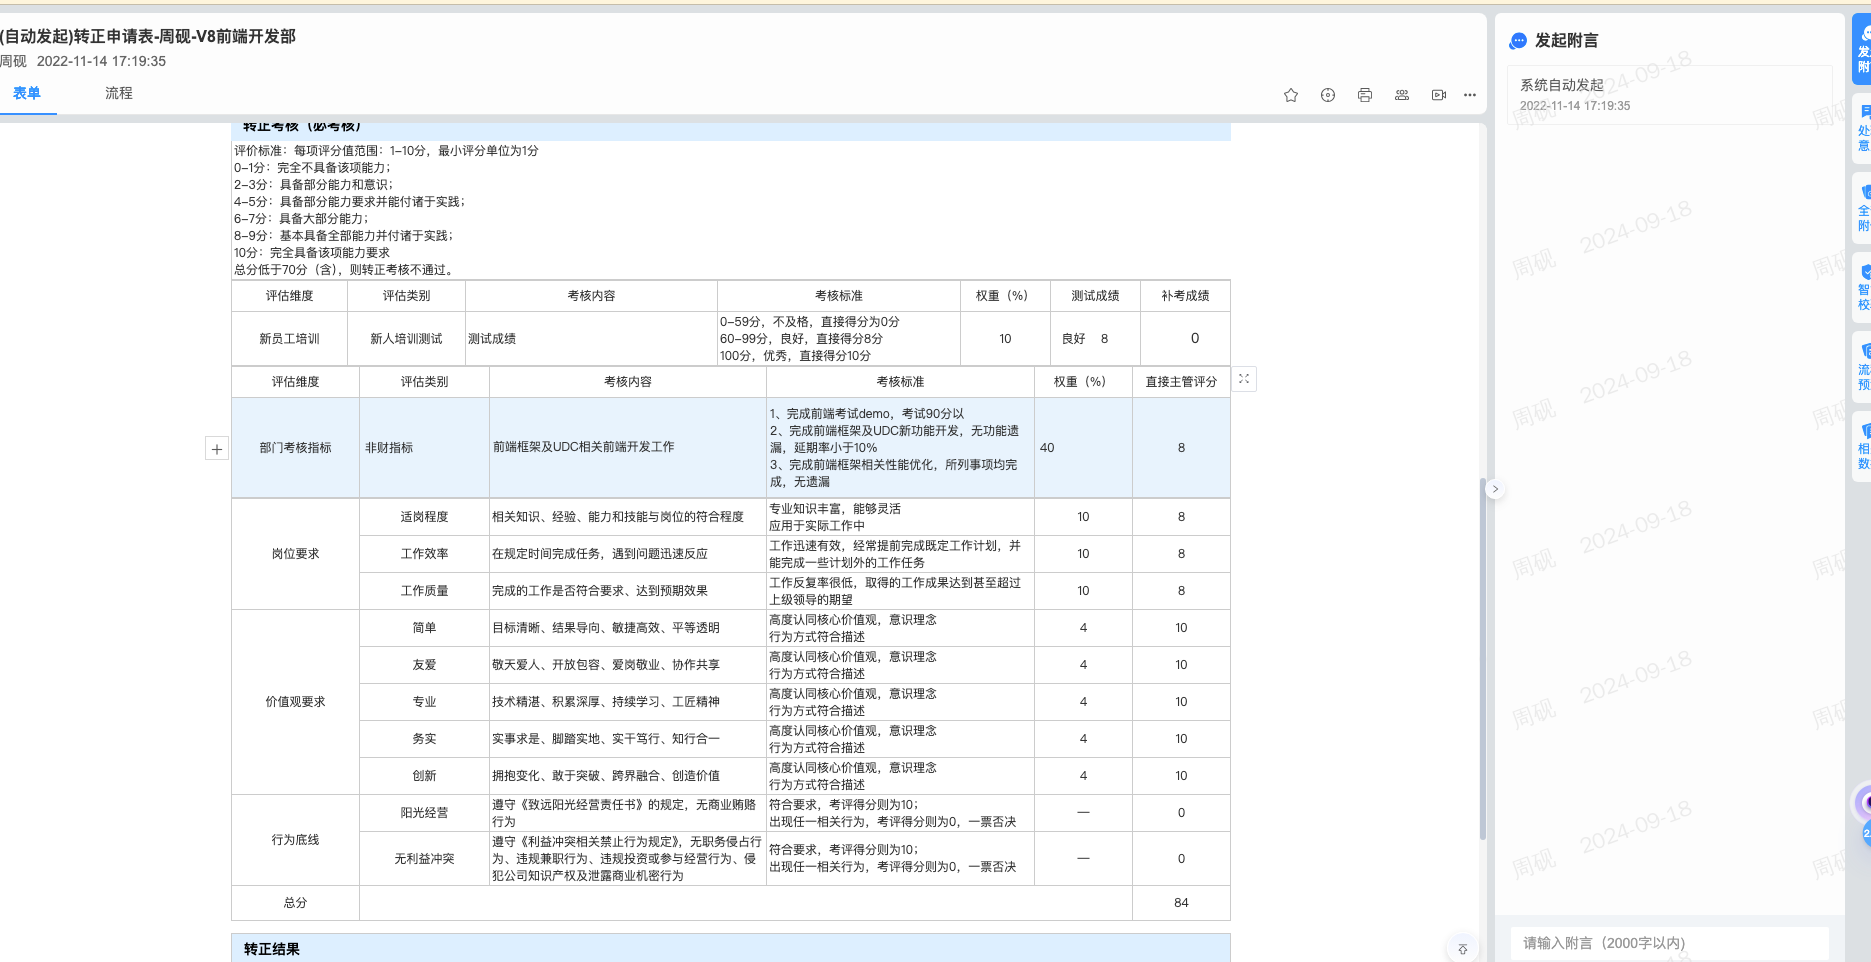 (自动发起)转正申请表-周砚-V8前端开发部
周砚 2022-11-14 17:19:35
表单 流程
转正考核（必考核）
评价标准：每项评分值范围：1-10分，最小评分单位为1分
0-1分：完全不具备该项能力；
2-3分：具备部分能力和意识；
4-5分：具备部分能力要求并能付诸于实践；
6-7分：具备大部分能力；
8-9分：基本具备全部能力并付诸于实践；
10分：完全具备该项能力要求
总分低于70分（含），则转正考核不通过。
评估维度 评估类别 考核内容 考核标准 权重（%） 测试成绩 补考成绩
新员工培训 新人培训测试 测试成绩
0-59分，不及格，直接得分为0分
60-99分，良好，直接得分8分
100分，优秀，直接得分10分
10 良好 8 0
评估维度 评估类别 考核内容 考核标准 权重（%） 直接主管评分
部门考核指标 非财指标 前端框架及UDC相关前端开发工作
1、完成前端考试demo，考试90分以
2、完成前端框架及UDC新功能开发，无功能遗
漏，延期率小于10%
3、完成前端框架相关性能优化，所列事项均完
成，无遗漏
40 8
岗位要求
适岗程度 相关知识、经验、能力和技能与岗位的符合程度
专业知识丰富，能够灵活
应用于实际工作中
10 8
工作效率 在规定时间完成任务，遇到问题迅速反应
工作迅速有效，经常提前完成既定工作计划，并
能完成一些计划外的工作任务
10 8
工作质量 完成的工作是否符合要求、达到预期效果
工作反复率很低，取得的工作成果达到甚至超过
上级领导的期望
10 8
价值观要求
简单 目标清晰、结果导向、敏捷高效、平等透明
高度认同核心价值观，意识理念
行为方式符合描述
4 10
友爱 敬天爱人、开放包容、爱岗敬业、协作共享
高度认同核心价值观，意识理念
行为方式符合描述
4 10
专业 技术精湛、积累深厚、持续学习、工匠精神
高度认同核心价值观，意识理念
行为方式符合描述
4 10
务实 实事求是、脚踏实地、实干笃行、知行合一
高度认同核心价值观，意识理念
行为方式符合描述
4 10
创新 拥抱变化、敢于突破、跨界融合、创造价值
高度认同核心价值观，意识理念
行为方式符合描述
4 10
行为底线
阳光经营
遵守《致远阳光经营责任书》的规定，无商业贿赂
行为
符合要求，考评得分则为10；
出现任一相关行为，考评得分则为0，一票否决
— 0
无利益冲突
遵守《利益冲突相关禁止行为规定》，无职务侵占行
为、违规兼职行为、违规投资或参与经营行为、侵
犯公司知识产权及泄露商业机密行为
符合要求，考评得分则为10；
出现任一相关行为，考评得分则为0，一票否决
— 0
总分 84
转正结果
发起附言
系统自动发起
2022-11-14 17:19:35
周砚 2024-09-18
周砚 2024-09-18
周砚 2024-09-18
周砚 2024-09-18
周砚 2024-09-18
周砚 2024-09-18
请输入附言（2000字以内）
发
附
处
意
全
附
智
校
流
预
相
数